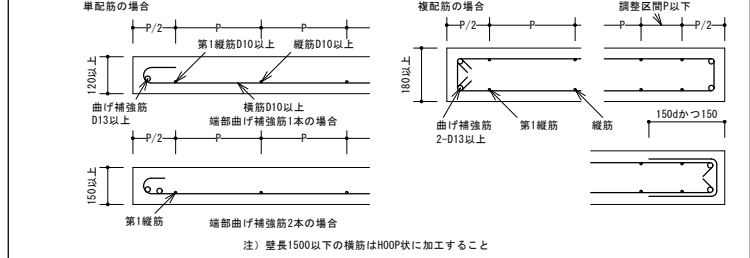 単配筋の場合
P/2 P P
第1縦筋D10以上 縦筋D10以上
120以上
曲げ補強筋
D13以上
横筋D10以上
端部曲げ補強筋1本の場合
P/2 P P
150以上
第1縦筋
端部曲げ補強筋2本の場合
複配筋の場合
調整区間P以下
P/2 P P/2
180以上
曲げ補強筋
2-D13以上
第1縦筋
縦筋
150dかつ150
注) 壁長1500以下の横筋はHOOP状に加工すること